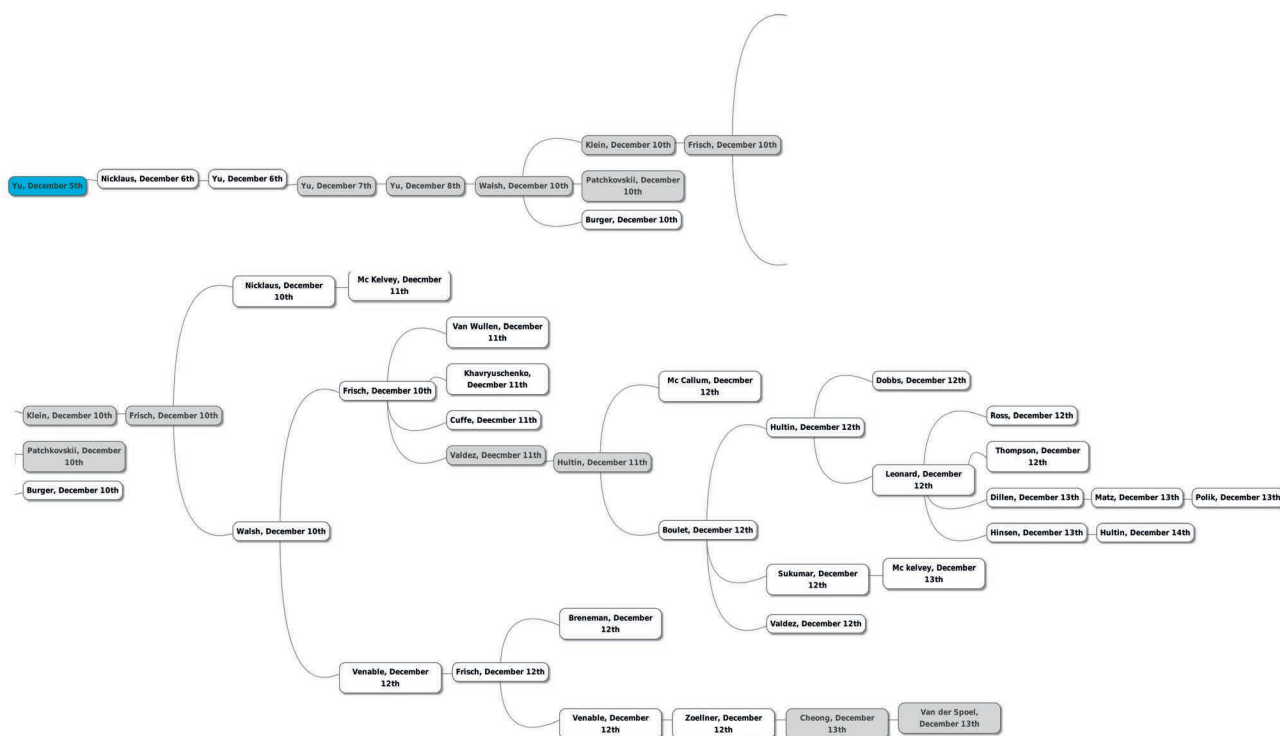 Klein, December 10th
Frisch, December 10th
Yu, December 5th
Nicklaus, December 6th
Yu, December 6th
Yu, December 7th
Yu, December 8th
Walsh, December 10th
Patchkovskii, December
10th
Burger, December 10th
Nicklaus, December
10th
Mc Kelvey, Deecmber
11th
Van Wullen, December
11th
Khavryuschenko,
Deecmber 11th
Frisch, December 10th
Cuffe, Deecmber 11th
Valdez, Deecmber 11th
Hultin, December 11th
Mc Callum, Deecmber
12th
Dobbs, December 12th
Hultin, December 12th
Ross, December 12th
Thompson, December
12th
Leonard, December
12th
Dillen, December 13th
Matz, December 13th
Polik, December 13th
Hinsen, December 13th
Hultin, December 14th
Klein, December 10th
Frisch, December 10th
Patchkovskii, December
10th
Burger, December 10th
Walsh, December 10th
Boulet, December 12th
Sukumar, December
12th
Mc kelvey, December
13th
Valdez, December 12th
Breneman, December
12th
Venable, December
12th
Frisch, December 12th
Venable, December
12th
Zoellner, December
12th
Cheong, December
13th
Van der Spoel,
December 13th